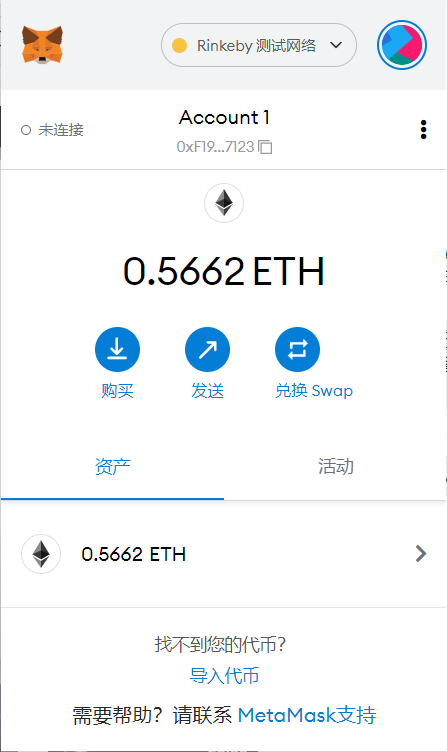 Rinkeby 测试网络
未连接
Account 1
0xF19...7123
0.5662 ETH
购买
发送
兑换 Swap
资产
活动
0.5662 ETH
找不到您的代币？
导入代币
需要帮助？请联系 MetaMask支持